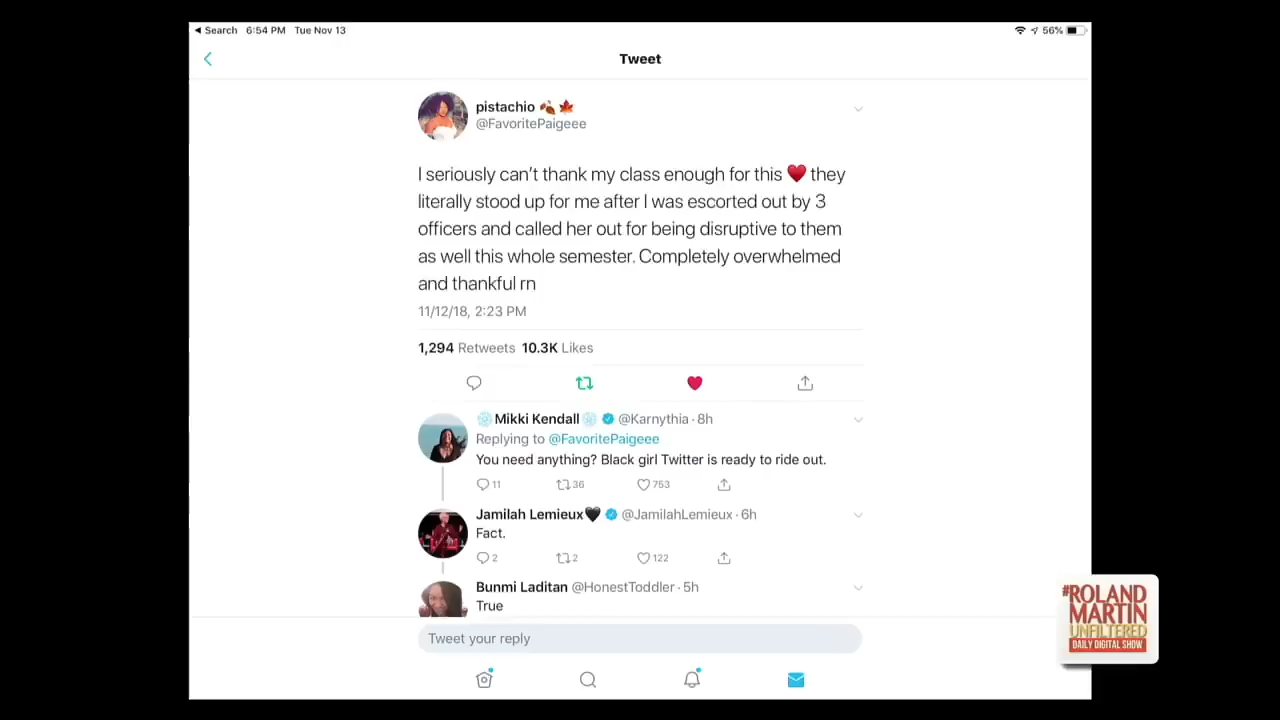 Search 6:54 PM Tue Nov 13 56%
Tweet
pistachio
@FavoritePaigeee
I seriously can't thank my class enough for this ♥ they
literally stood up for me after I was escorted out by 3
officers and called her out for being disruptive to them
as well this whole semester. Completely overwhelmed
and thankful rn
11/12/18, 2:23 PM
1,294 Retweets 10.3K Likes
Mikki Kendall @Karnythia · 8h
Replying to @FavoritePaigeee
You need anything? Black girl Twitter is ready to ride out.
11 36 753
Jamilah Lemieux🖤 @JamilahLemieux · 6h
Fact.
2 2 122
Bunmi Laditan @HonestToddler · 5h
True
Tweet your reply
#ROLAND
MARTIN
UNFILTERED
DAILY DIGITAL SHOW